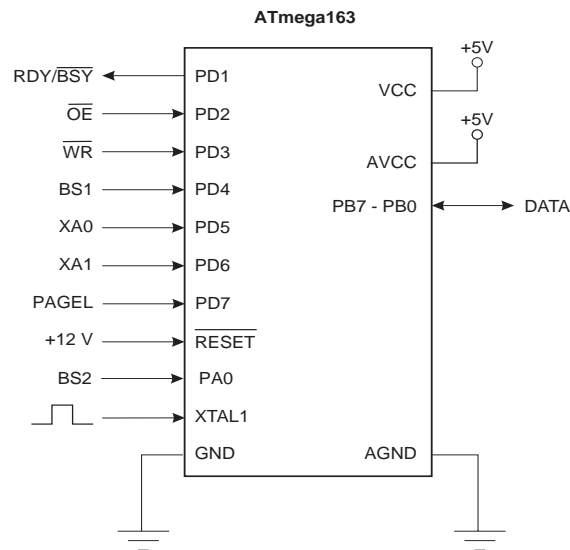 ATmega163
RDY/BSY PD1
OE PD2
WR PD3
BS1 PD4
XA0 PD5
XA1 PD6
PAGEL PD7
+12 V RESET
BS2 PA0
XTAL1
GND
+5V
VCC
+5V
AVCC
PB7 - PB0 DATA
AGND